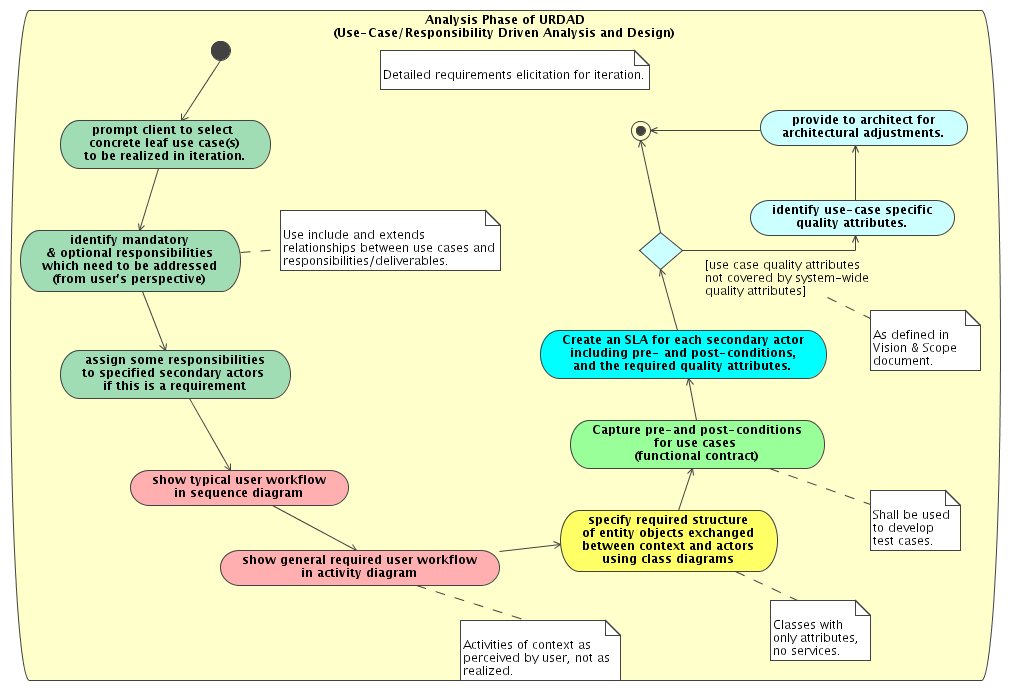 Analysis Phase of URDAD
(Use-Case/Responsibility Driven Analysis and Design)
Detailed requirements elicitation for iteration.
prompt client to select
concrete leaf use case(s)
to be realized in iteration.
identify mandatory
& optional responsibilities
which need to be addressed
(from user's perspective)
Use include and extends
relationships between use cases and
responsibilities/deliverables.
assign some responsibilities
to specified secondary actors
if this is a requirement
show typical user workflow
in sequence diagram
show general required user workflow
in activity diagram
Activities of context as
perceived by user, not as
realized.
specify required structure
of entity objects exchanged
between context and actors
using class diagrams
Classes with
only attributes,
no services.
Capture pre-and post-conditions
for use cases
(functional contract)
Shall be used
to develop
test cases.
Create an SLA for each secondary actor
including pre- and post-conditions,
and the required quality attributes.
[use case quality attributes
not covered by system-wide
quality attributes]
As defined in
Vision & Scope
document.
identify use-case specific
quality attributes.
provide to architect for
architectural adjustments.